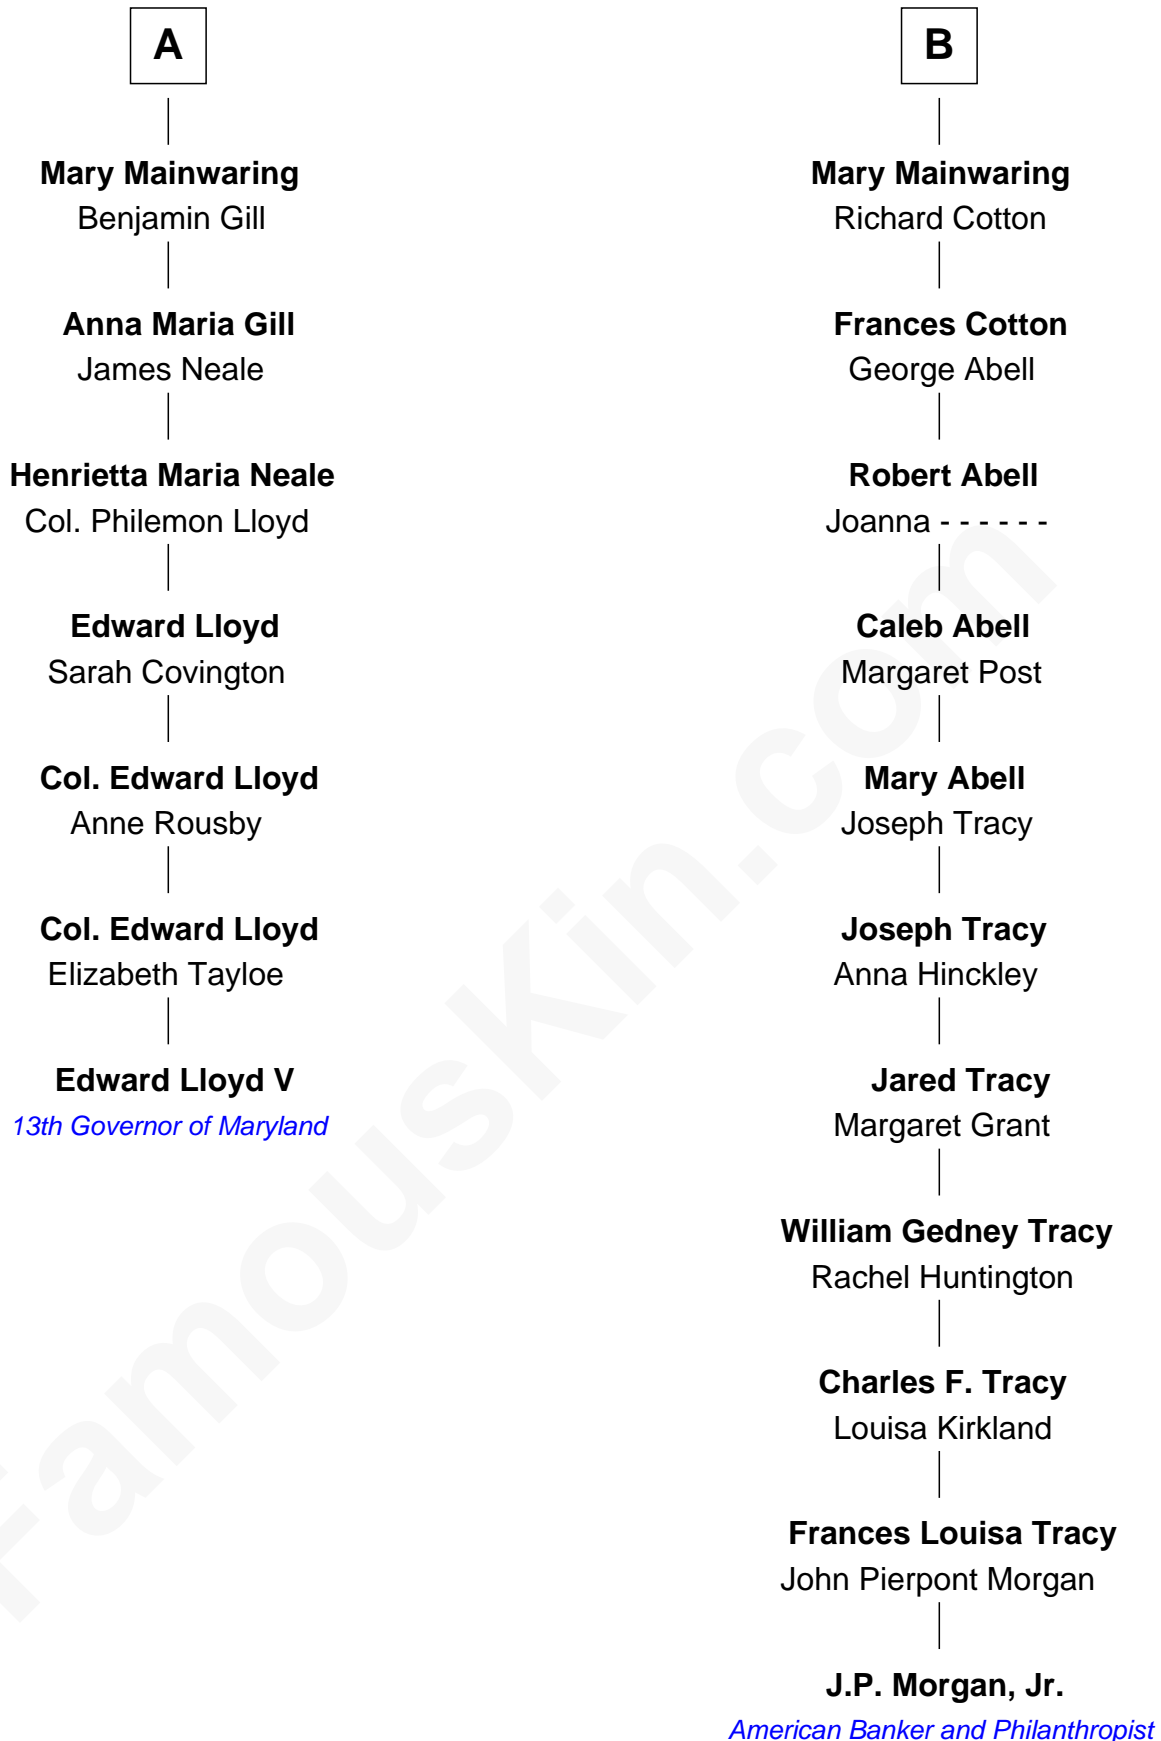 A
Mary Mainwaring
Benjamin Gill
Anna Maria Gill
James Neale
Henrietta Maria Neale
Col. Philemon Lloyd
Edward Lloyd
Sarah Covington
Col. Edward Lloyd
Anne Rousby
Col. Edward Lloyd
Elizabeth Tayloe
Edward Lloyd V
13th Governor of Maryland
B
Mary Mainwaring
Richard Cotton
Frances Cotton
George Abell
Robert Abell
Joanna - - - - - -
Caleb Abell
Margaret Post
Mary Abell
Joseph Tracy
Joseph Tracy
Anna Hinckley
Jared Tracy
Margaret Grant
William Gedney Tracy
Rachel Huntington
Charles F. Tracy
Louisa Kirkland
Frances Louisa Tracy
John Pierpont Morgan
J.P. Morgan, Jr.
American Banker and Philanthropist
FamousKin.com